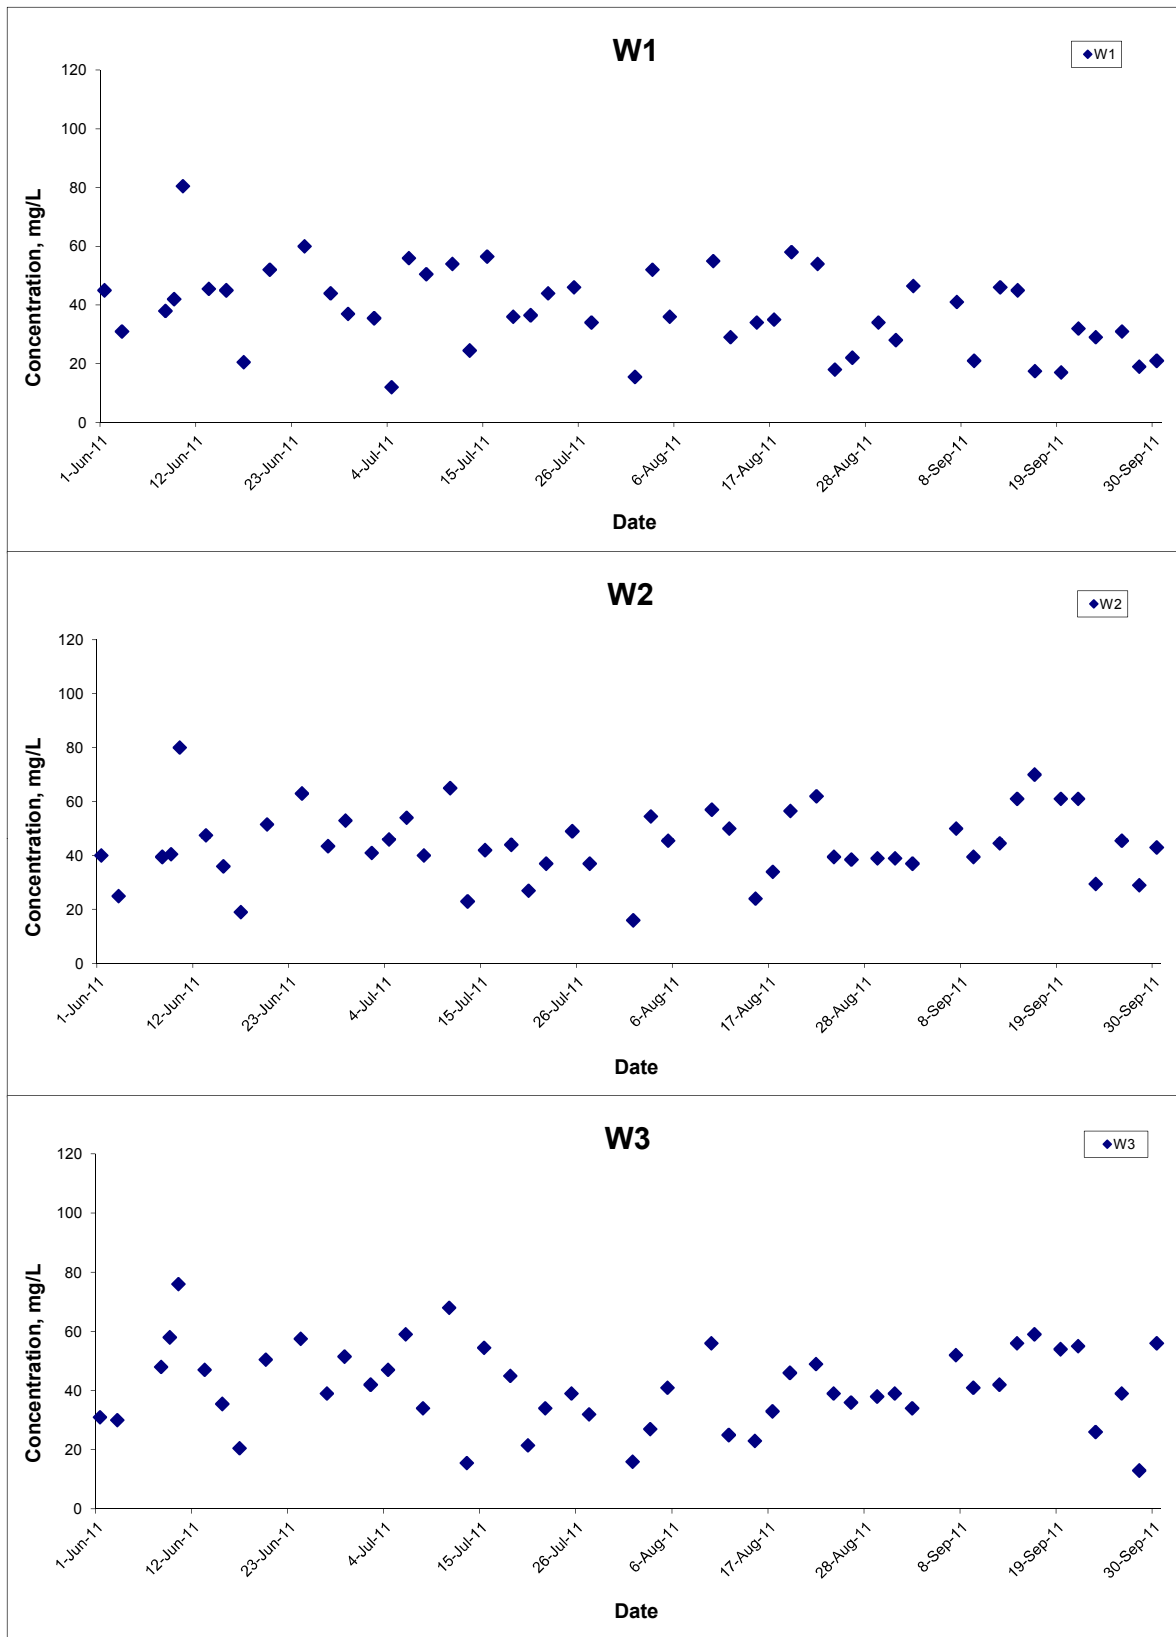 W1
W1
120
100
80
60
40
20
0
Concentration, mg/L
1-Jun-11
12-Jun-11
23-Jun-11
4-Jul-11
15-Jul-11
26-Jul-11
6-Aug-11
17-Aug-11
28-Aug-11
8-Sep-11
19-Sep-11
30-Sep-11
Date
W2
W2
120
100
80
60
40
20
0
Concentration, mg/L
1-Jun-11
12-Jun-11
23-Jun-11
4-Jul-11
15-Jul-11
26-Jul-11
6-Aug-11
17-Aug-11
28-Aug-11
8-Sep-11
19-Sep-11
30-Sep-11
Date
W3
W3
120
100
80
60
40
20
0
Concentration, mg/L
1-Jun-11
12-Jun-11
23-Jun-11
4-Jul-11
15-Jul-11
26-Jul-11
6-Aug-11
17-Aug-11
28-Aug-11
8-Sep-11
19-Sep-11
30-Sep-11
Date